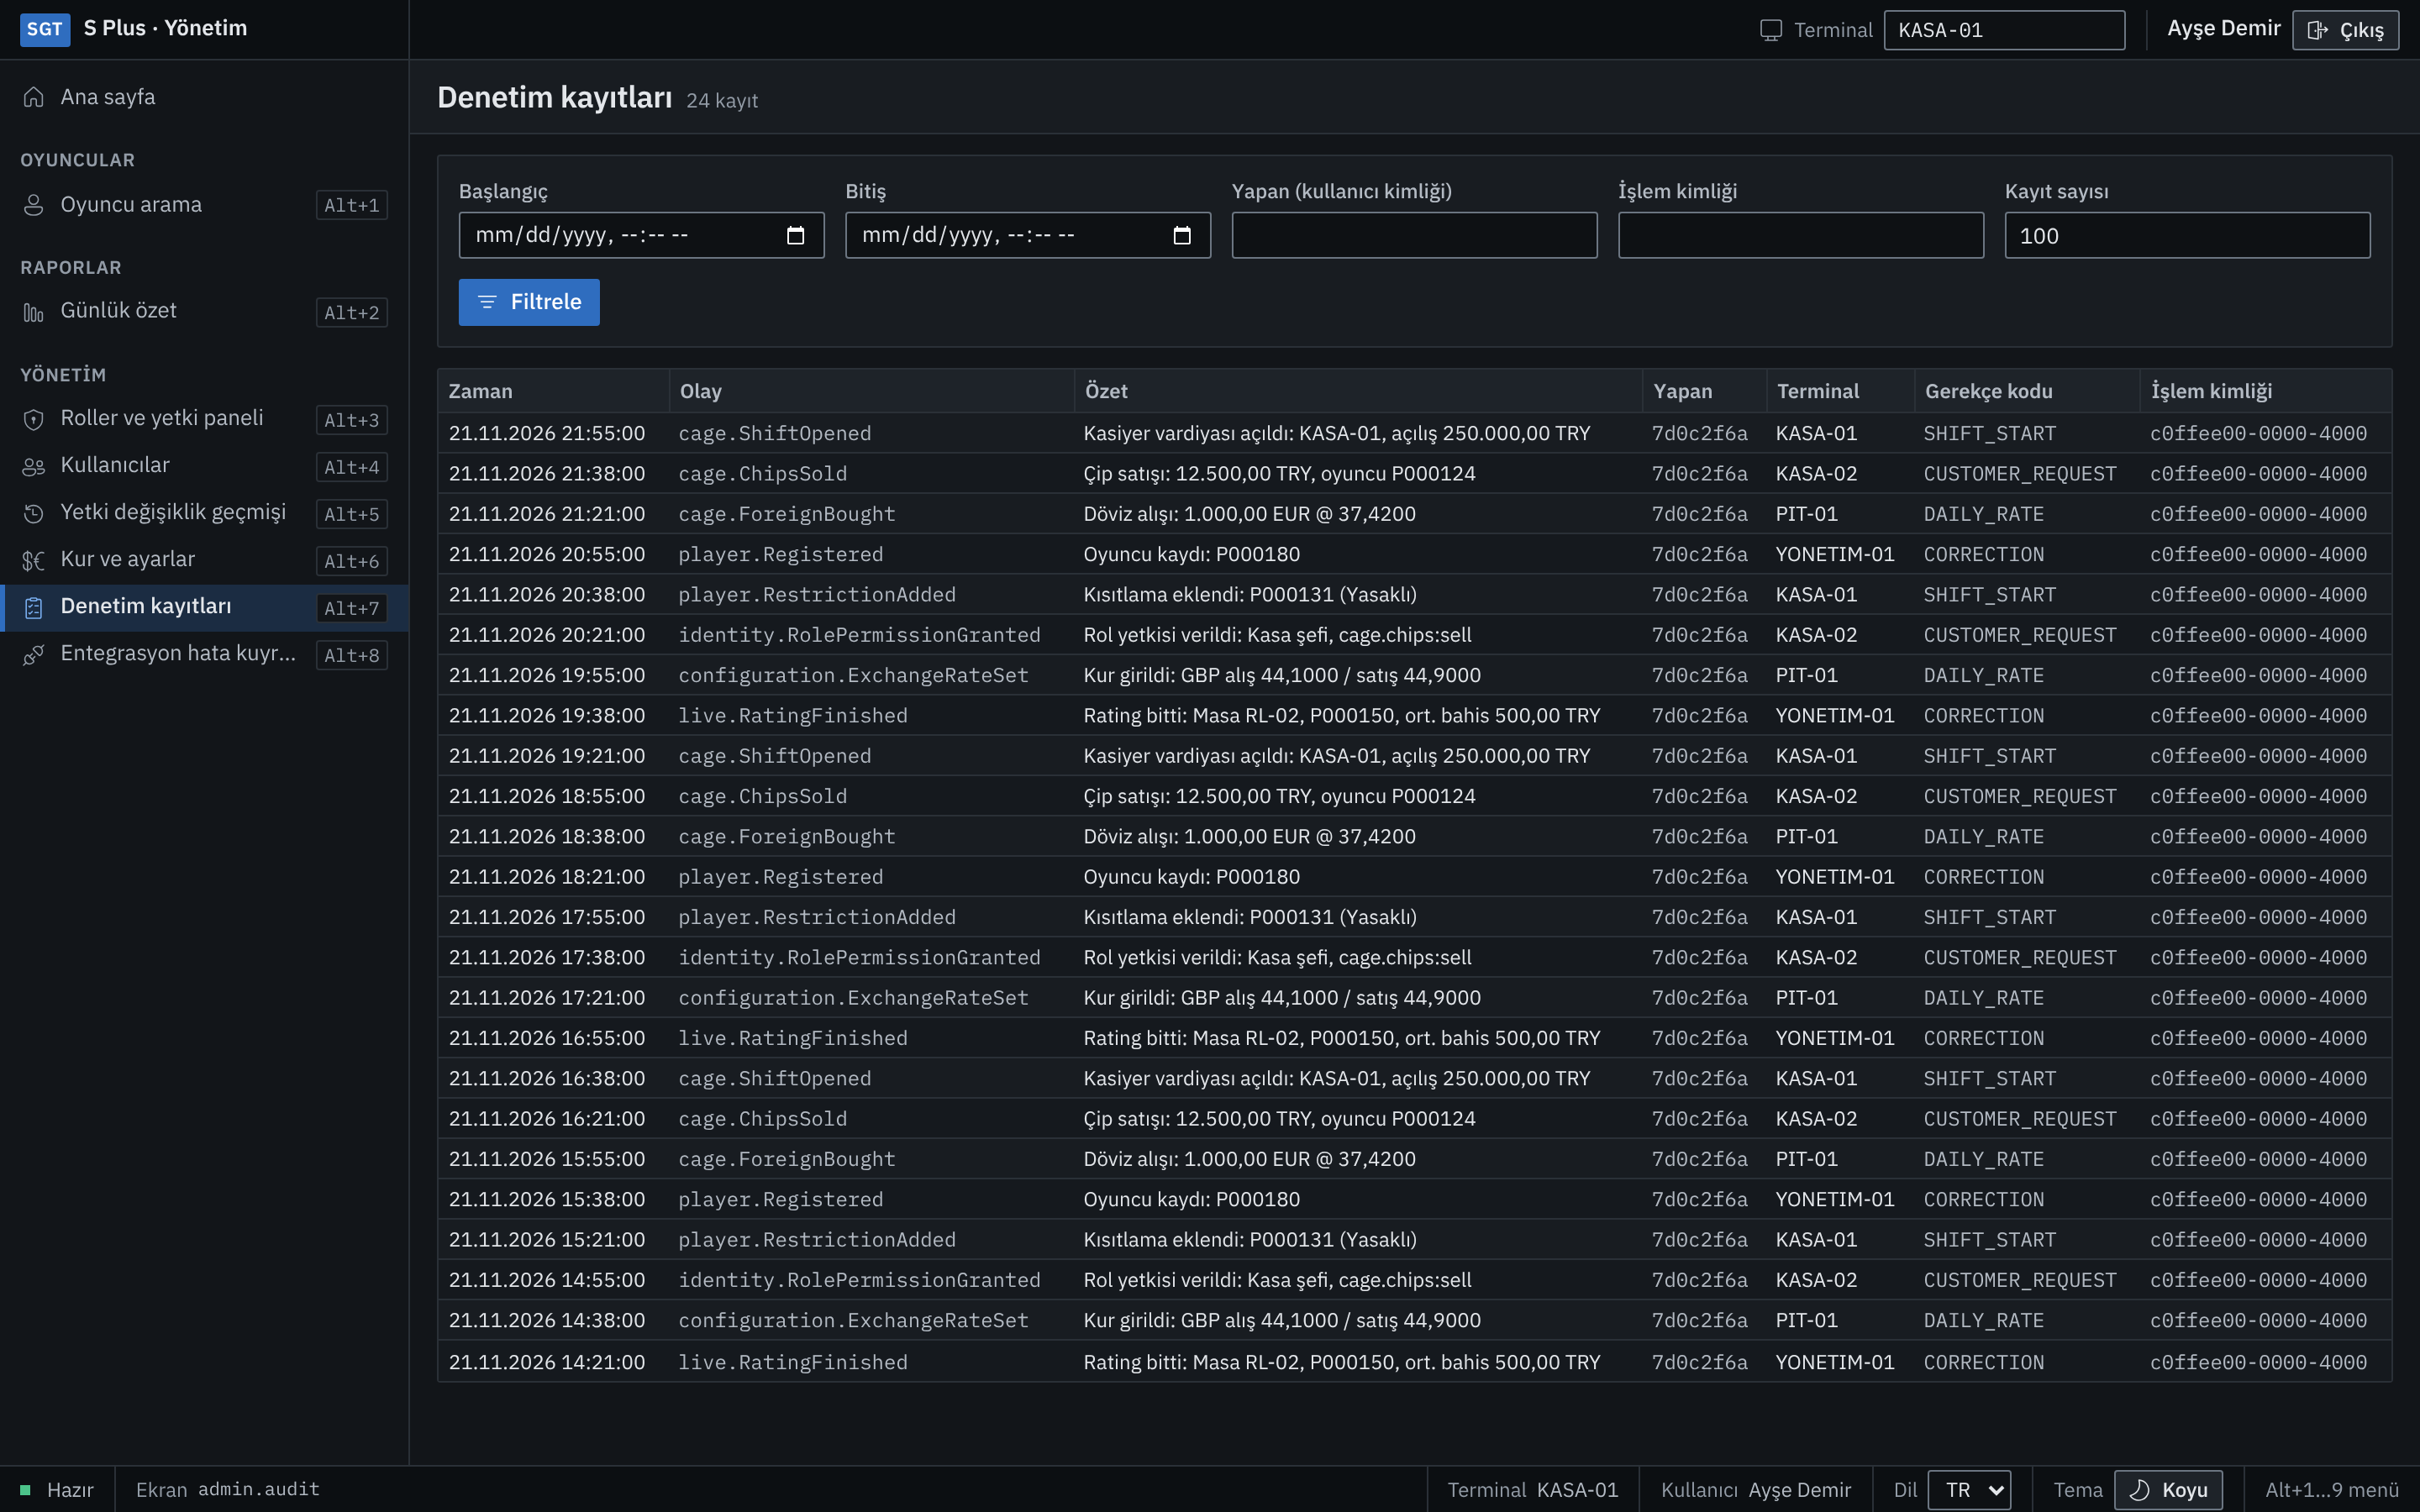 SGT S Plus · Yönetim
Terminal KASA-01 Ayşe Demir Çıkış
Ana sayfa
OYUNCULAR
Oyuncu arama Alt+1
RAPORLAR
Günlük özet Alt+2
YÖNETİM
Roller ve yetki paneli Alt+3
Kullanıcılar Alt+4
Yetki değişiklik geçmişi Alt+5
Kur ve ayarlar Alt+6
Denetim kayıtları Alt+7
Entegrasyon hata kuyr... Alt+8
Denetim kayıtları 24 kayıt
Başlangıç Bitiş Yapan (kullanıcı kimliği) İşlem kimliği Kayıt sayısı
mm/dd/yyyy, --:-- -- mm/dd/yyyy, --:-- -- 100
Filtrele
Zaman Olay Özet Yapan Terminal Gerekçe kodu İşlem kimliği
21.11.2026 21:55:00 cage.ShiftOpened Kasiyer vardiyası açıldı: KASA-01, açılış 250.000,00 TRY 7d0c2f6a KASA-01 SHIFT_START c0ffee00-0000-4000
21.11.2026 21:38:00 cage.ChipsSold Çip satışı: 12.500,00 TRY, oyuncu P000124 7d0c2f6a KASA-02 CUSTOMER_REQUEST c0ffee00-0000-4000
21.11.2026 21:21:00 cage.ForeignBought Döviz alışı: 1.000,00 EUR @ 37,4200 7d0c2f6a PIT-01 DAILY_RATE c0ffee00-0000-4000
21.11.2026 20:55:00 player.Registered Oyuncu kaydı: P000180 7d0c2f6a YONETIM-01 CORRECTION c0ffee00-0000-4000
21.11.2026 20:38:00 player.RestrictionAdded Kısıtlama eklendi: P000131 (Yasaklı) 7d0c2f6a KASA-01 SHIFT_START c0ffee00-0000-4000
21.11.2026 20:21:00 identity.RolePermissionGranted Rol yetkisi verildi: Kasa şefi, cage.chips:sell 7d0c2f6a KASA-02 CUSTOMER_REQUEST c0ffee00-0000-4000
21.11.2026 19:55:00 configuration.ExchangeRateSet Kur girildi: GBP alış 44,1000 / satış 44,9000 7d0c2f6a PIT-01 DAILY_RATE c0ffee00-0000-4000
21.11.2026 19:38:00 live.RatingFinished Rating bitti: Masa RL-02, P000150, ort. bahis 500,00 TRY 7d0c2f6a YONETIM-01 CORRECTION c0ffee00-0000-4000
21.11.2026 19:21:00 cage.ShiftOpened Kasiyer vardiyası açıldı: KASA-01, açılış 250.000,00 TRY 7d0c2f6a KASA-01 SHIFT_START c0ffee00-0000-4000
21.11.2026 18:55:00 cage.ChipsSold Çip satışı: 12.500,00 TRY, oyuncu P000124 7d0c2f6a KASA-02 CUSTOMER_REQUEST c0ffee00-0000-4000
21.11.2026 18:38:00 cage.ForeignBought Döviz alışı: 1.000,00 EUR @ 37,4200 7d0c2f6a PIT-01 DAILY_RATE c0ffee00-0000-4000
21.11.2026 18:21:00 player.Registered Oyuncu kaydı: P000180 7d0c2f6a YONETIM-01 CORRECTION c0ffee00-0000-4000
21.11.2026 17:55:00 player.RestrictionAdded Kısıtlama eklendi: P000131 (Yasaklı) 7d0c2f6a KASA-01 SHIFT_START c0ffee00-0000-4000
21.11.2026 17:38:00 identity.RolePermissionGranted Rol yetkisi verildi: Kasa şefi, cage.chips:sell 7d0c2f6a KASA-02 CUSTOMER_REQUEST c0ffee00-0000-4000
21.11.2026 17:21:00 configuration.ExchangeRateSet Kur girildi: GBP alış 44,1000 / satış 44,9000 7d0c2f6a PIT-01 DAILY_RATE c0ffee00-0000-4000
21.11.2026 16:55:00 live.RatingFinished Rating bitti: Masa RL-02, P000150, ort. bahis 500,00 TRY 7d0c2f6a YONETIM-01 CORRECTION c0ffee00-0000-4000
21.11.2026 16:38:00 cage.ShiftOpened Kasiyer vardiyası açıldı: KASA-01, açılış 250.000,00 TRY 7d0c2f6a KASA-01 SHIFT_START c0ffee00-0000-4000
21.11.2026 16:21:00 cage.ChipsSold Çip satışı: 12.500,00 TRY, oyuncu P000124 7d0c2f6a KASA-02 CUSTOMER_REQUEST c0ffee00-0000-4000
21.11.2026 15:55:00 cage.ForeignBought Döviz alışı: 1.000,00 EUR @ 37,4200 7d0c2f6a PIT-01 DAILY_RATE c0ffee00-0000-4000
21.11.2026 15:38:00 player.Registered Oyuncu kaydı: P000180 7d0c2f6a YONETIM-01 CORRECTION c0ffee00-0000-4000
21.11.2026 15:21:00 player.RestrictionAdded Kısıtlama eklendi: P000131 (Yasaklı) 7d0c2f6a KASA-01 SHIFT_START c0ffee00-0000-4000
21.11.2026 14:55:00 identity.RolePermissionGranted Rol yetkisi verildi: Kasa şefi, cage.chips:sell 7d0c2f6a KASA-02 CUSTOMER_REQUEST c0ffee00-0000-4000
21.11.2026 14:38:00 configuration.ExchangeRateSet Kur girildi: GBP alış 44,1000 / satış 44,9000 7d0c2f6a PIT-01 DAILY_RATE c0ffee00-0000-4000
21.11.2026 14:21:00 live.RatingFinished Rating bitti: Masa RL-02, P000150, ort. bahis 500,00 TRY 7d0c2f6a YONETIM-01 CORRECTION c0ffee00-0000-4000
Hazır Ekran admin.audit Terminal KASA-01 Kullanıcı Ayşe Demir Dil TR Tema Koyu Alt+1...9 menü